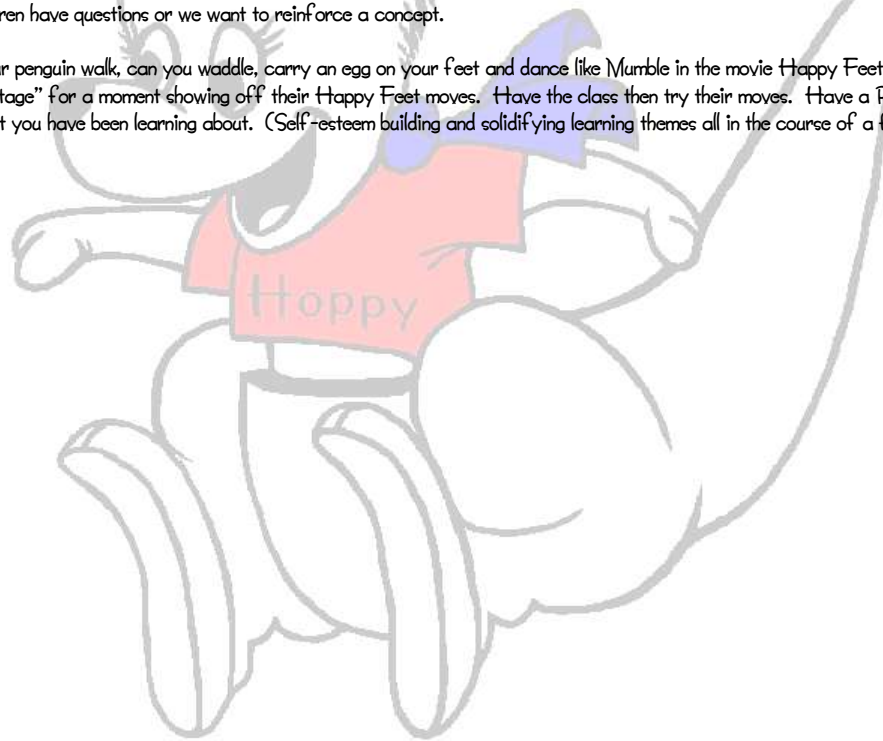 ren have questions or we want to reinforce a concept.
r penguin walk, can you waddle, carry an egg on your feet and dance like Mumble in the movie Happy Feet
tage" for a moment showing off their Happy Feet moves. Have the class then try their moves. Have a
t you have been learning about. (Self-esteem building and solidifying learning themes all in the course of a
Hoppy